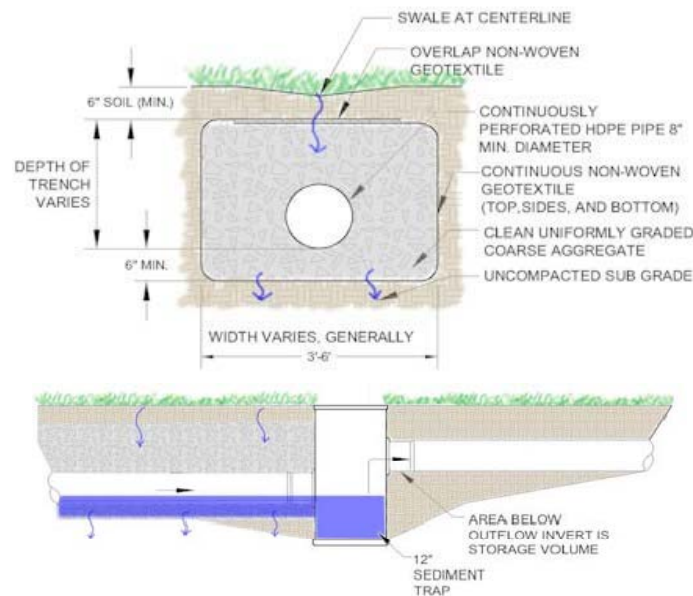 SWALE AT CENTERLINE
OVERLAP NON-WOVEN
GEOTEXTILE
6" SOIL (MIN.)
CONTINUOUSLY
PERFORATED HDPE PIPE 8"
MIN. DIAMETER
DEPTH OF
TRENCH
VARIES
CONTINUOUS NON-WOVEN
GEOTEXTILE
(TOP,SIDES, AND BOTTOM)
CLEAN UNIFORMLY GRADED
COARSE AGGREGATE
6" MIN.
UNCOMPACTED SUB GRADE
WIDTH VARIES, GENERALLY
3'-6'
AREA BELOW
OUTFLOW INVERT IS
STORAGE VOLUME
12"
SEDIMENT
TRAP